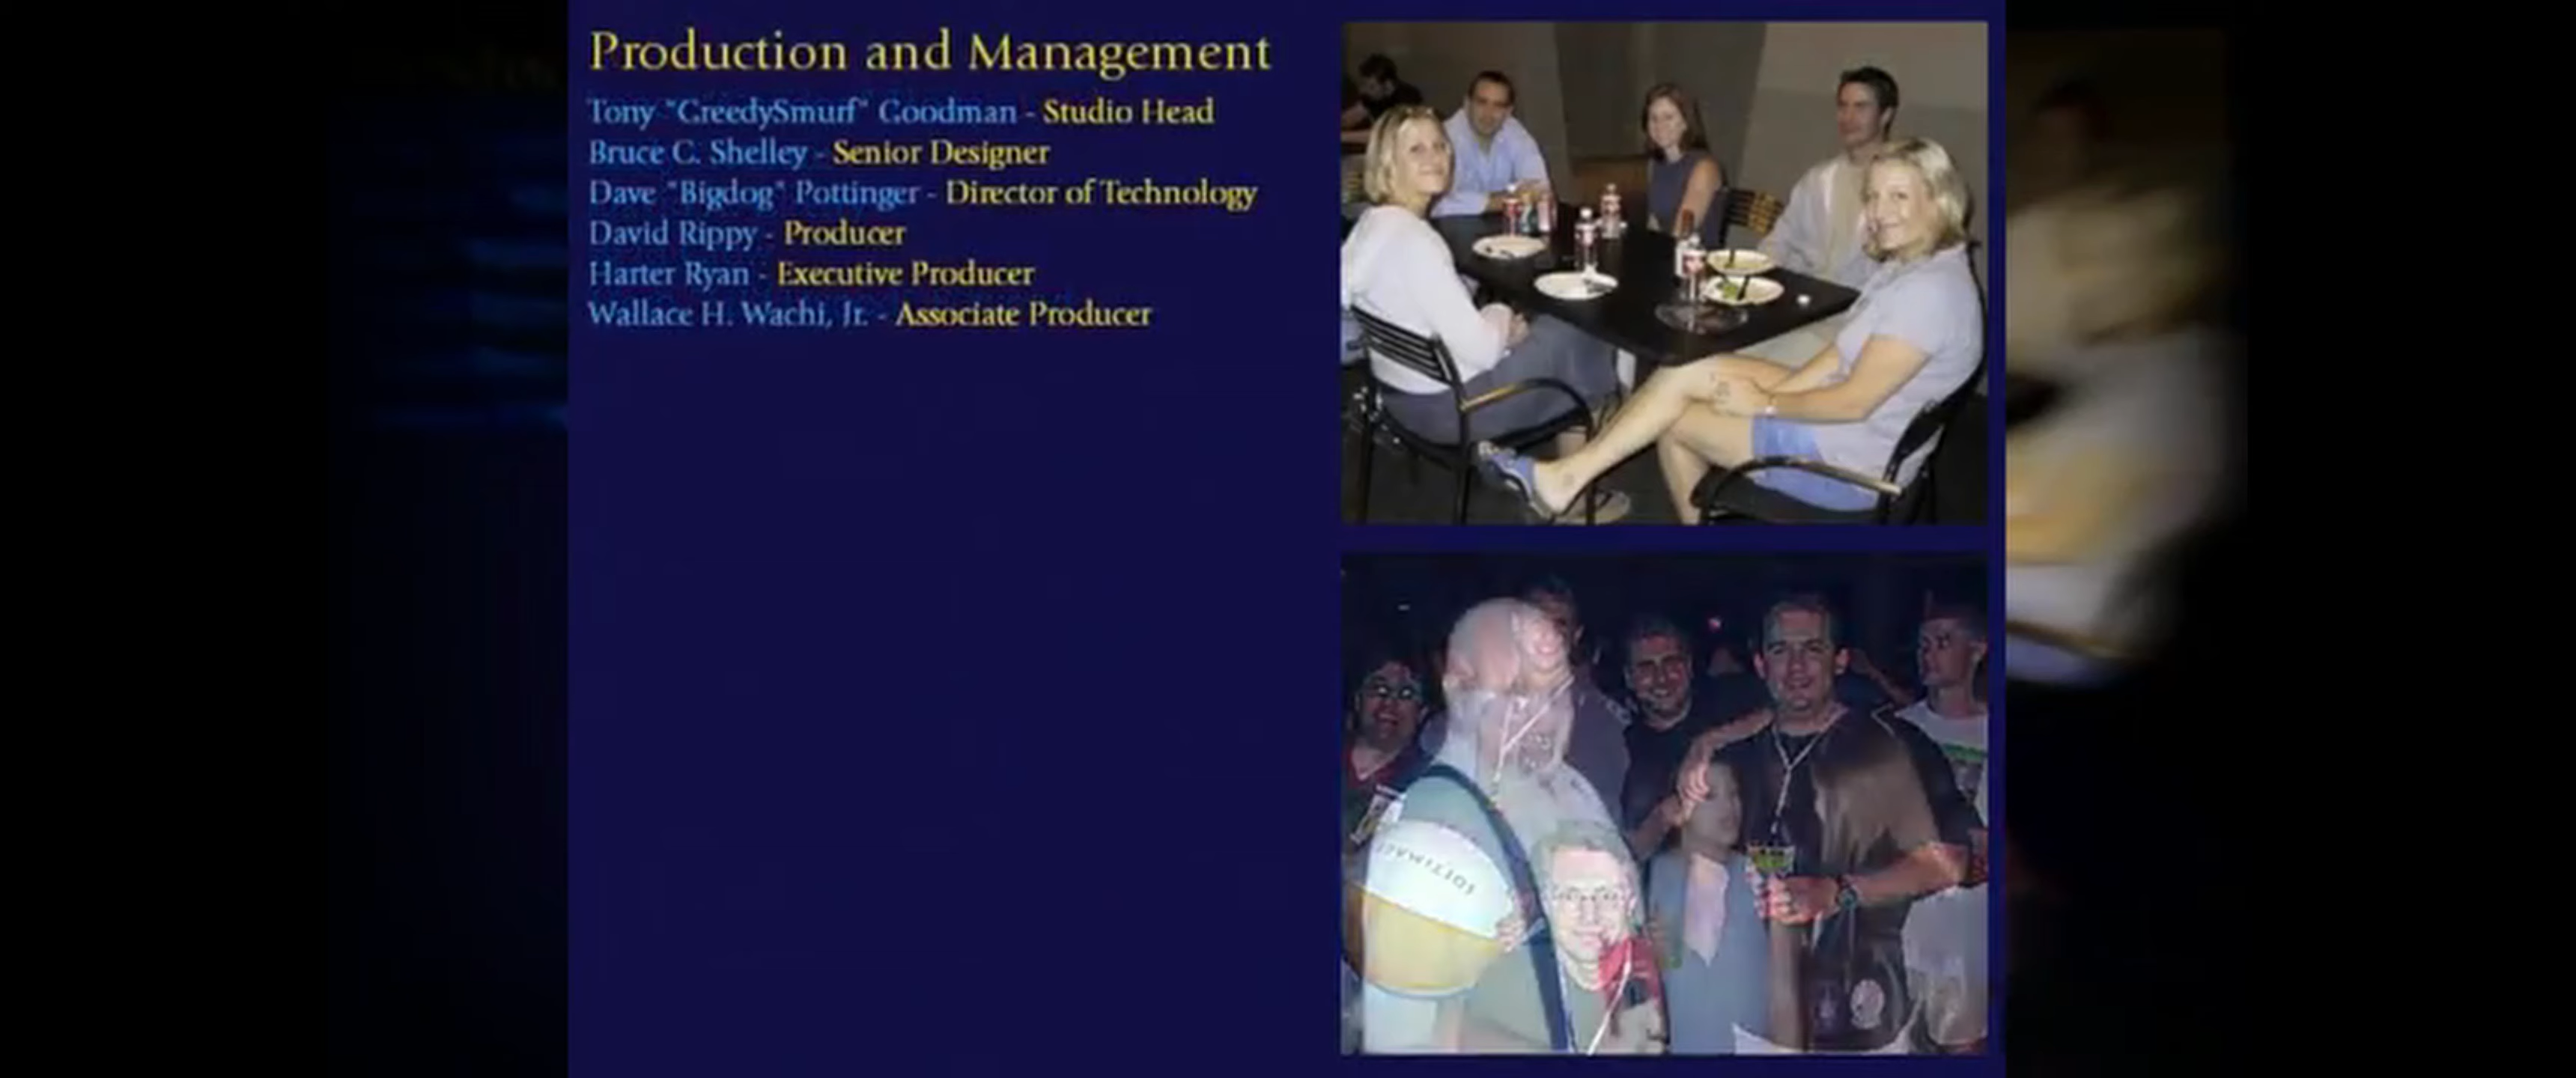 Production and Management
Tony "GreedySmurf" Goodman - Studio Head
Bruce C. Shelley - Senior Designer
Dave "Bigdog" Pottinger - Director of Technology
David Rippy - Producer
Harter Ryan - Executive Producer
Wallace H. Wachi, Jr. - Associate Producer